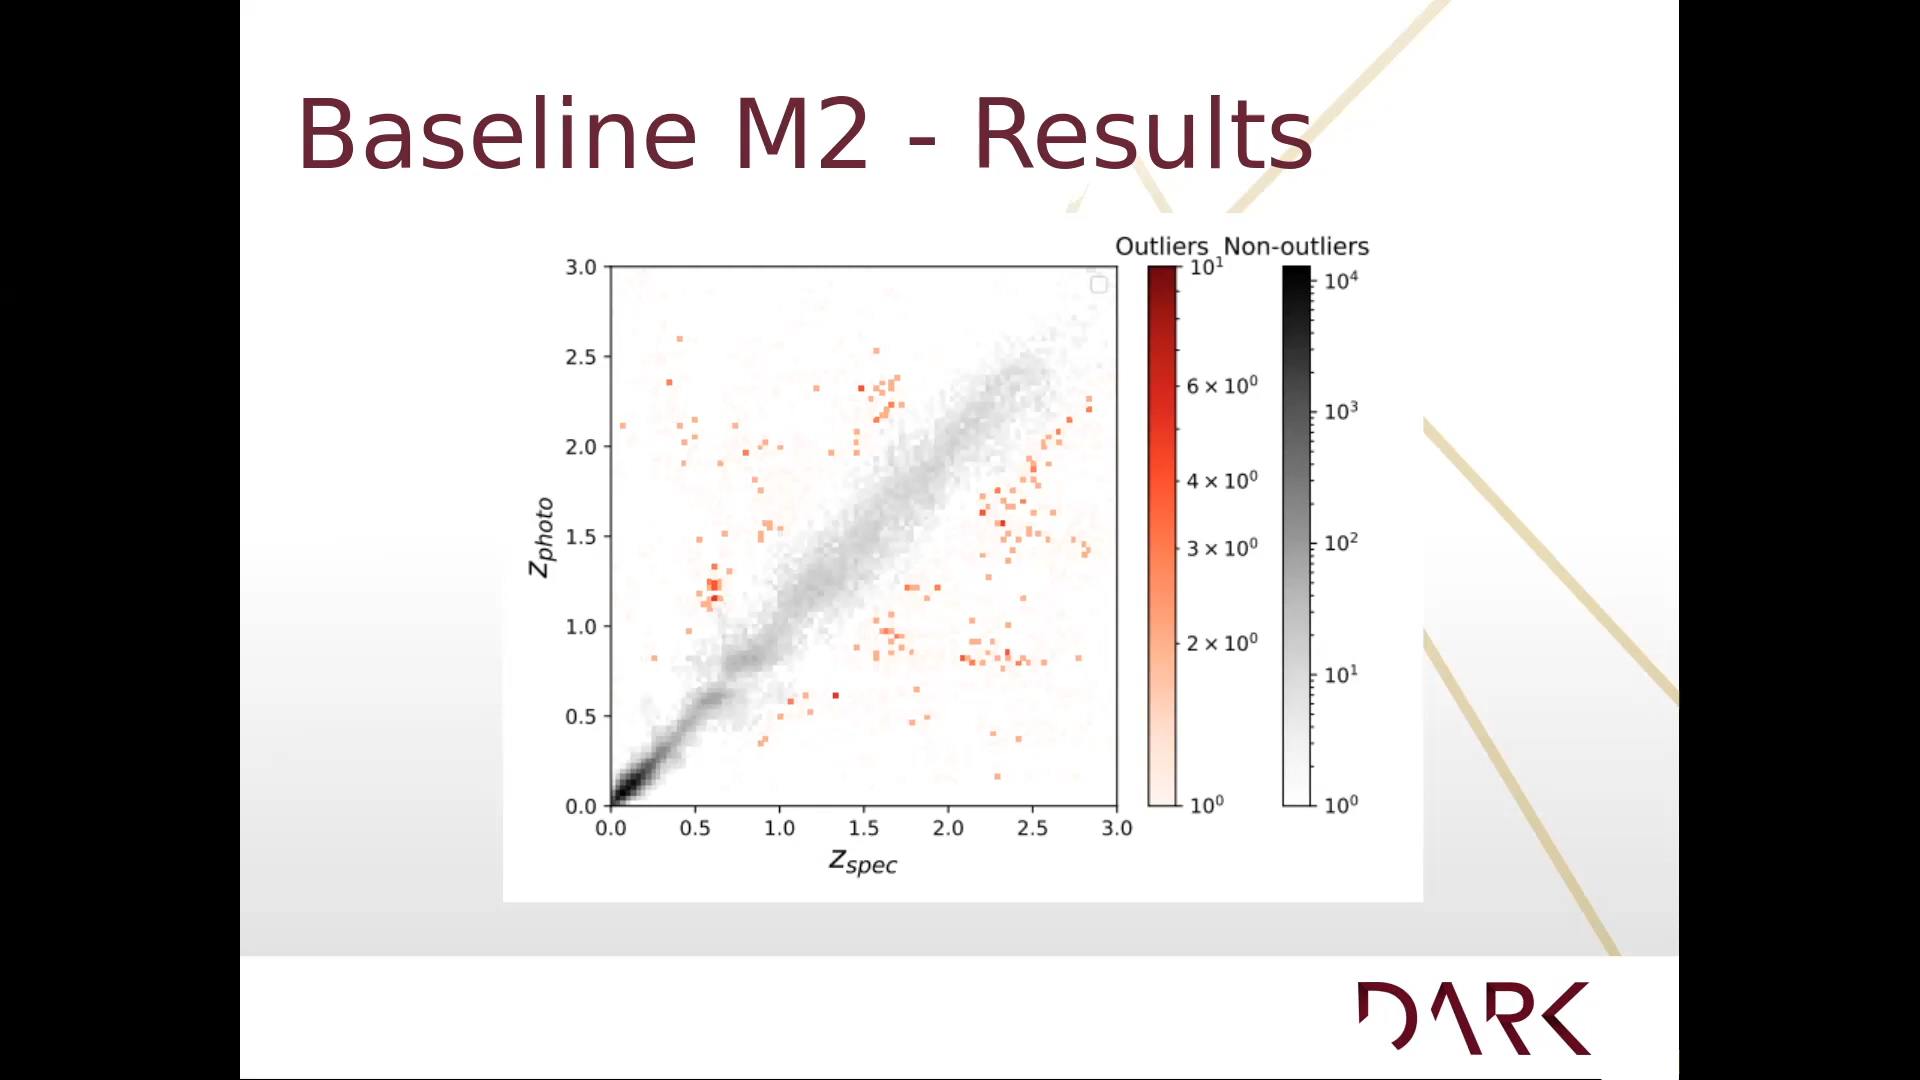 Baseline M2 - Results
Outliers Non-outliers
3.0
2.5
2.0
1.5
1.0
0.5
0.0
z_photo
0.0 0.5 1.0 1.5 2.0 2.5 3.0
z_spec
10¹
6 × 10⁰
4 × 10⁰
3 × 10⁰
2 × 10⁰
10⁰
10⁴
10³
10²
10¹
10⁰
DARK